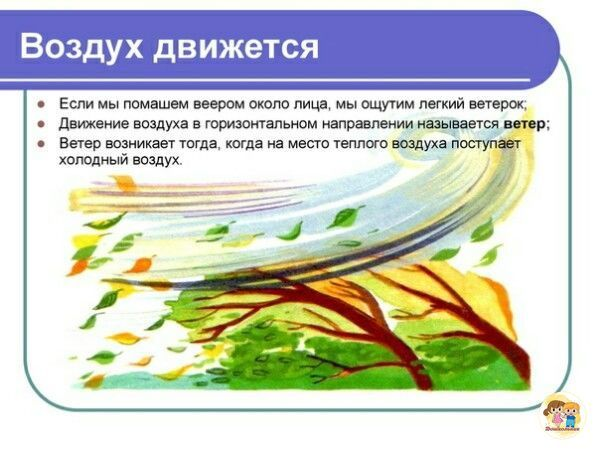 Воздух движется
Если мы помашем веером около лица, мы ощутим легкий ветерок;
Движение воздуха в горизонтальном направлении называется ветер;
Ветер возникает тогда, когда на место теплого воздуха поступает
холодный воздух.
Дошкольник